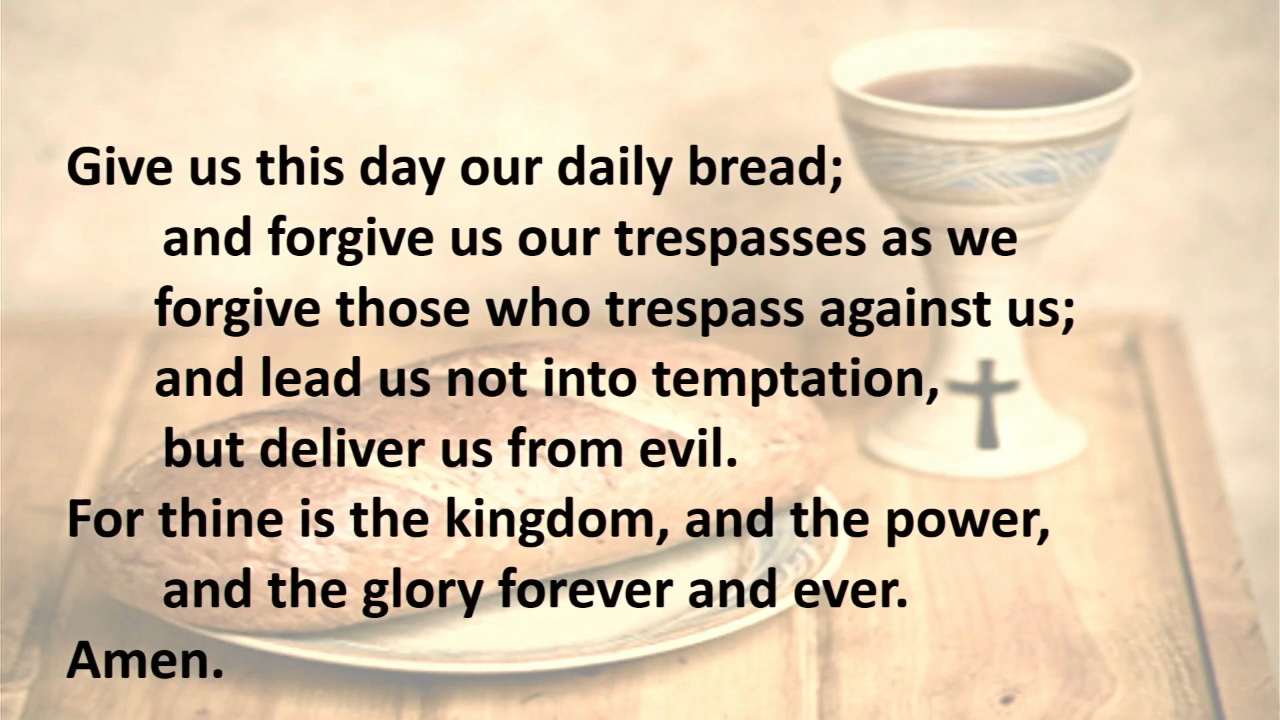 Give us this day our daily bread;
and forgive us our trespasses as we
forgive those who trespass against us;
and lead us not into temptation,
but deliver us from evil.
For thine is the kingdom, and the power,
and the glory forever and ever.
Amen.